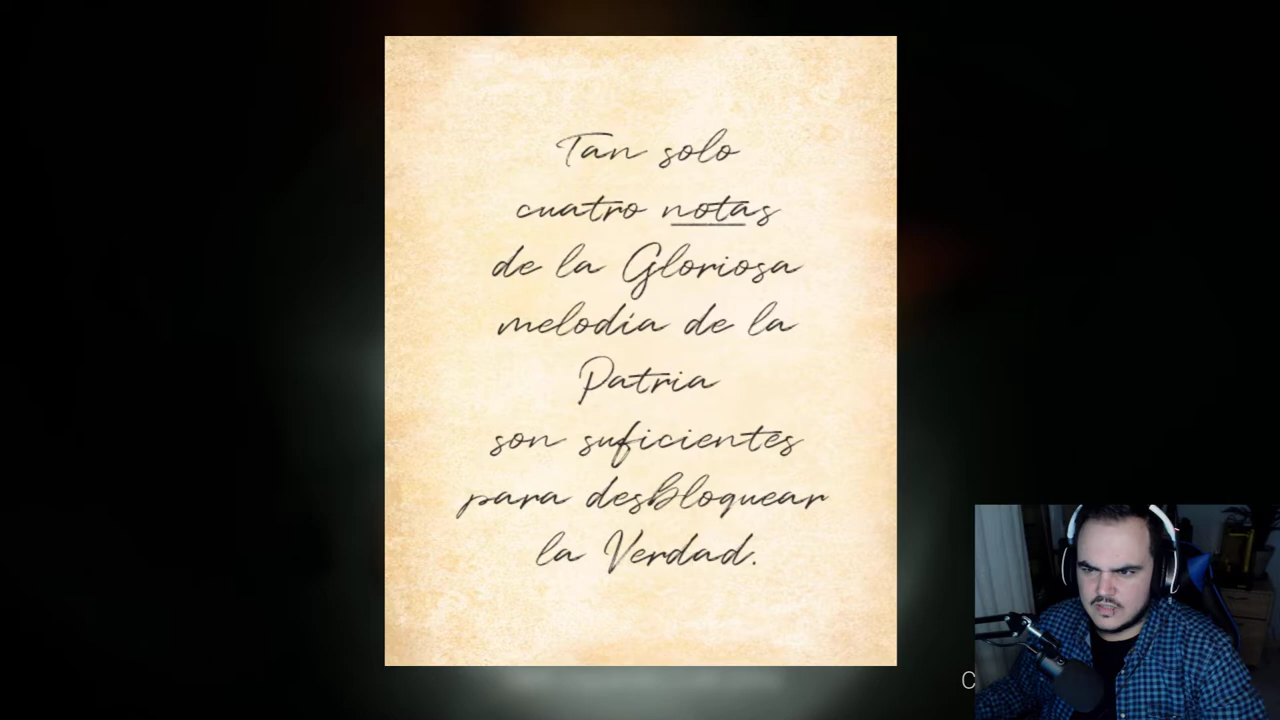 Tan solo
cuatro notas
de la Gloriosa
melodía de la
Patria
son suficientes
para desbloquear
la Verdad.
C